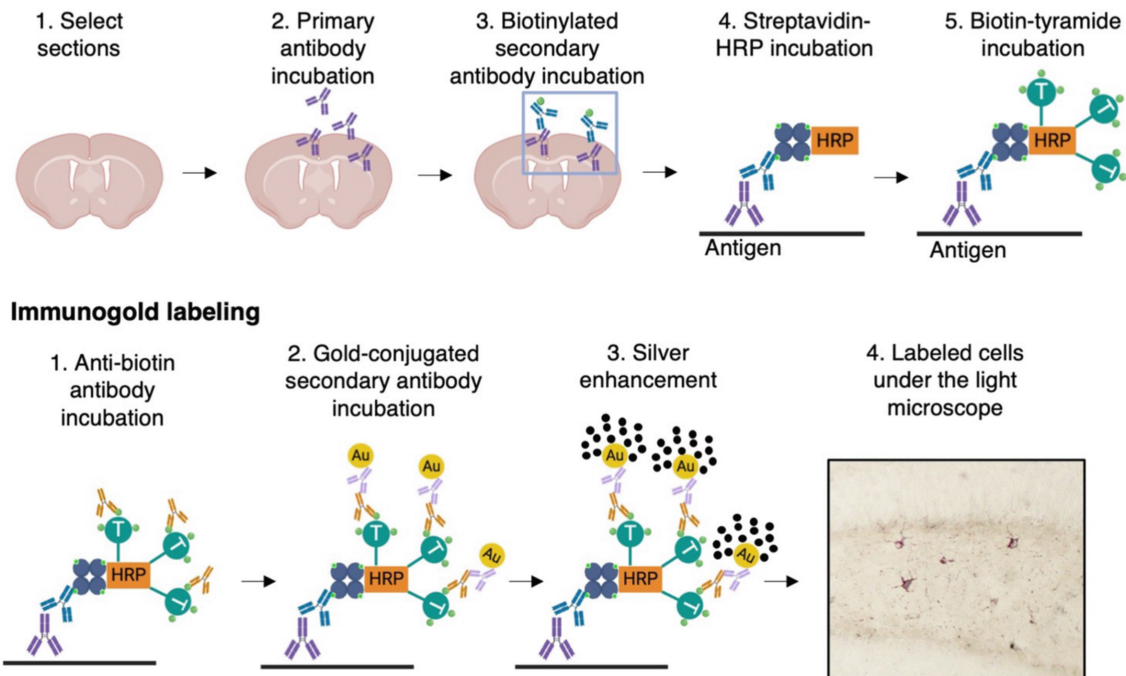 1. Select
sections
2. Primary
antibody
incubation
3. Biotinylated
secondary
antibody incubation
4. Streptavidin-
HRP incubation
5. Biotin-tyramide
incubation
HRP
Antigen
T
T
T
HRP
Antigen
Immunogold labeling
1. Anti-biotin
antibody
incubation
2. Gold-conjugated
secondary antibody
incubation
3. Silver
enhancement
4. Labeled cells
under the light
microscope
T
T
T
HRP
Au
Au
Au
T
T
T
HRP
Au
Au
Au
T
T
T
HRP